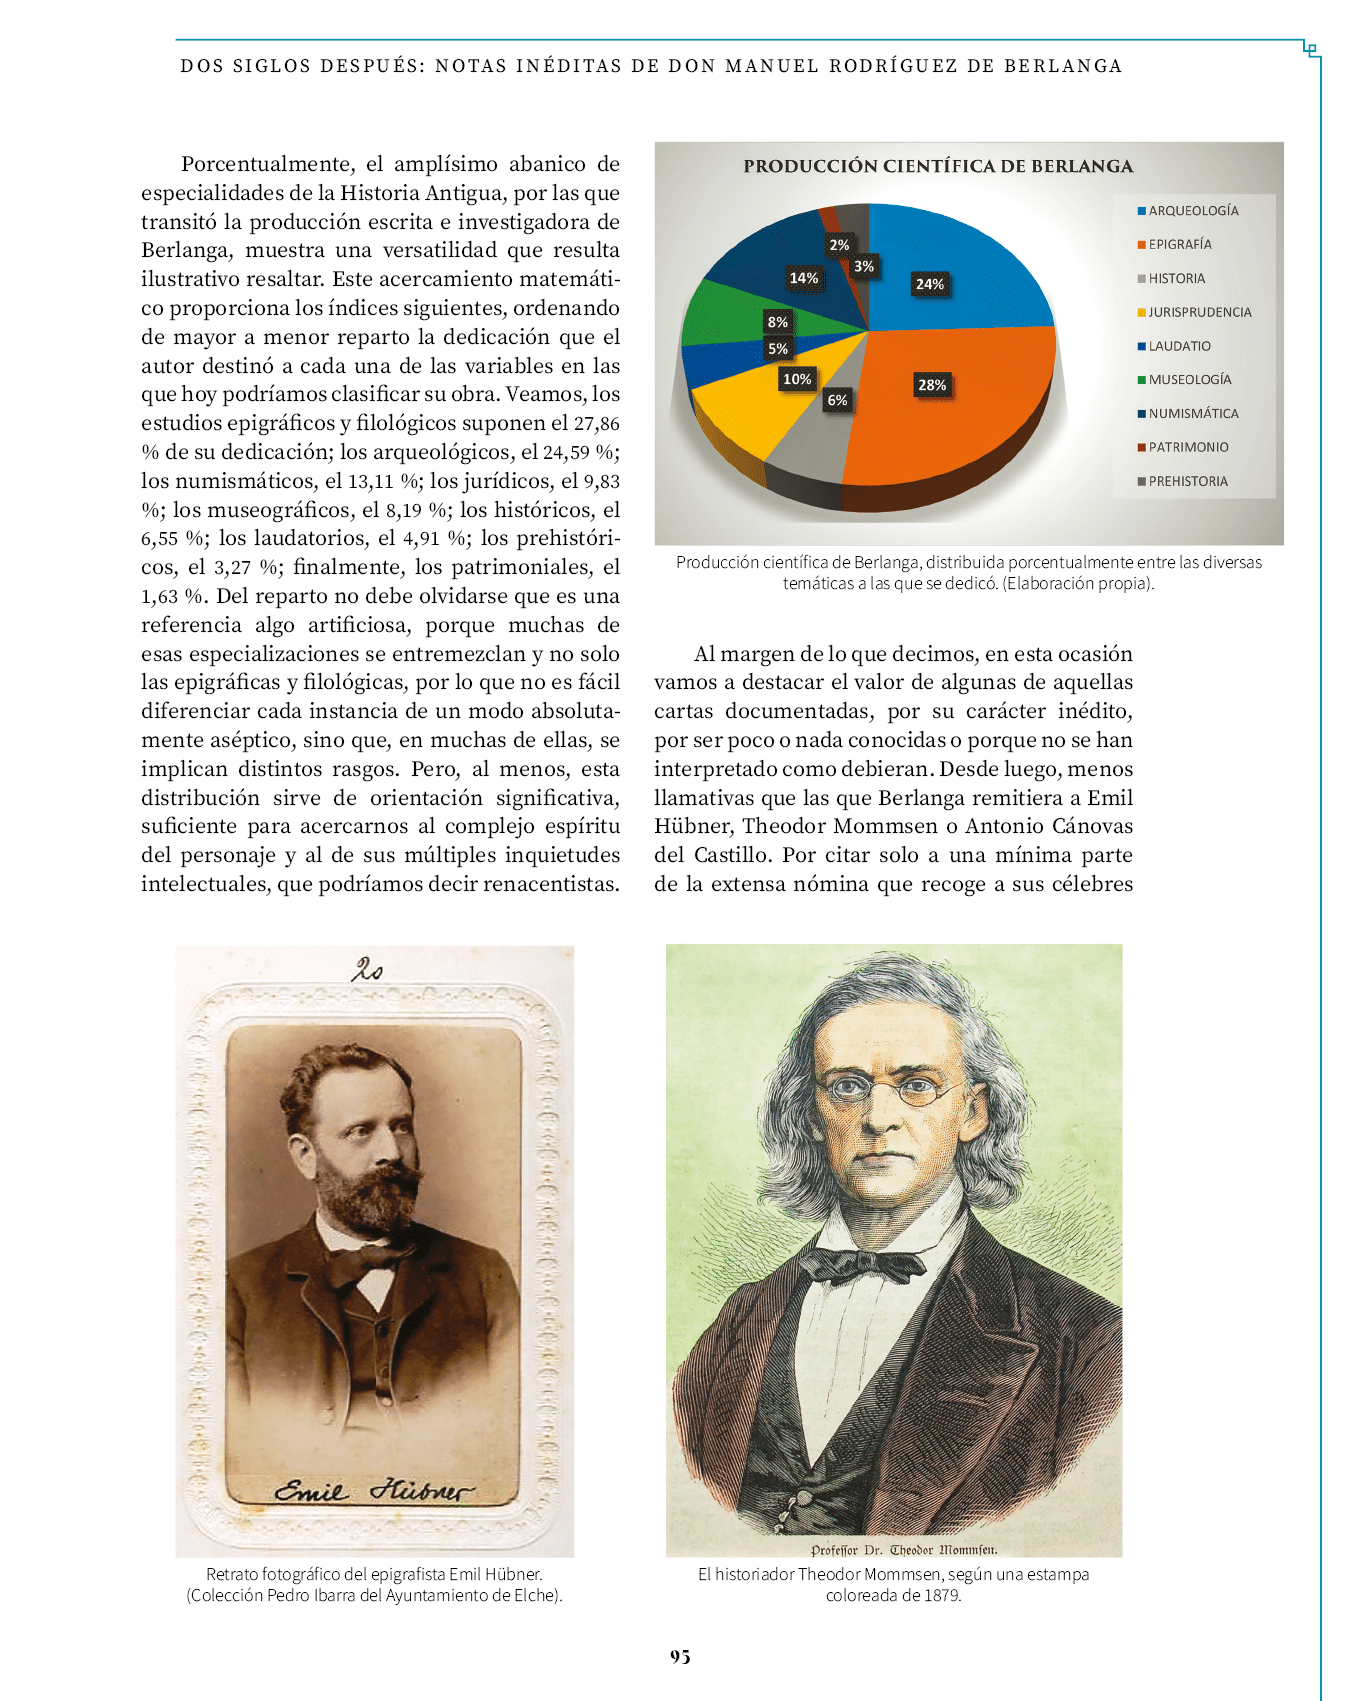 DOS SIGLOS DESPUÉS: NOTAS INÉDITAS DE DON MANUEL RODRÍGUEZ DE BERLANGA
Porcentualmente, el amplísimo abanico de
especialidades de la Historia Antigua, por las que
transitó la producción escrita e investigadora de
Berlanga, muestra una versatilidad que resulta
ilustrativo resaltar. Este acercamiento matemáti-
co proporciona los índices siguientes, ordenando
de mayor a menor reparto la dedicación que el
autor destinó a cada una de las variables en las
que hoy podríamos clasificar su obra. Veamos, los
estudios epigráficos y filológicos suponen el 27,86
% de su dedicación; los arqueológicos, el 24,59 %;
los numismáticos, el 13,11 %; los jurídicos, el 9,83
%; los museográficos, el 8,19 %; los históricos, el
6,55 %; los laudatorios, el 4,91 %; los prehistóri-
cos, el 3,27 %; finalmente, los patrimoniales, el
1,63 %. Del reparto no debe olvidarse que es una
referencia algo artificiosa, porque muchas de
esas especializaciones se entremezclan y no solo
las epigráficas y filológicas, por lo que no es fácil
diferenciar cada instancia de un modo absoluta-
mente aséptico, sino que, en muchas de ellas, se
implican distintos rasgos. Pero, al menos, esta
distribución sirve de orientación significativa,
suficiente para acercarnos al complejo espíritu
del personaje y al de sus múltiples inquietudes
intelectuales, que podríamos decir renacentistas.
PRODUCCIÓN CIENTÍFICA DE BERLANGA
2%
3%
14%
24%
8%
5%
10%
6%
28%
ARQUEOLOGÍA
EPIGRAFÍA
HISTORIA
JURISPRUDENCIA
LAUDATIO
MUSEOLOGÍA
NUMISMÁTICA
PATRIMONIO
PREHISTORIA
Producción científica de Berlanga, distribuida porcentualmente entre las diversas
temáticas a las que se dedicó. (Elaboración propia).
Al margen de lo que decimos, en esta ocasión
vamos a destacar el valor de algunas de aquellas
cartas documentadas, por su carácter inédito,
por ser poco o nada conocidas o porque no se han
interpretado como debieran. Desde luego, menos
llamativas que las que Berlanga remitiera a Emil
Hübner, Theodor Mommsen o Antonio Cánovas
del Castillo. Por citar solo a una mínima parte
de la extensa nómina que recoge a sus célebres
20
Emil Hübner
Retrato fotográfico del epigrafista Emil Hübner.
(Colección Pedro Ibarra del Ayuntamiento de Elche).
Professor Dr. Theodor Mommsen.
El historiador Theodor Mommsen, según una estampa
coloreada de 1879.
95